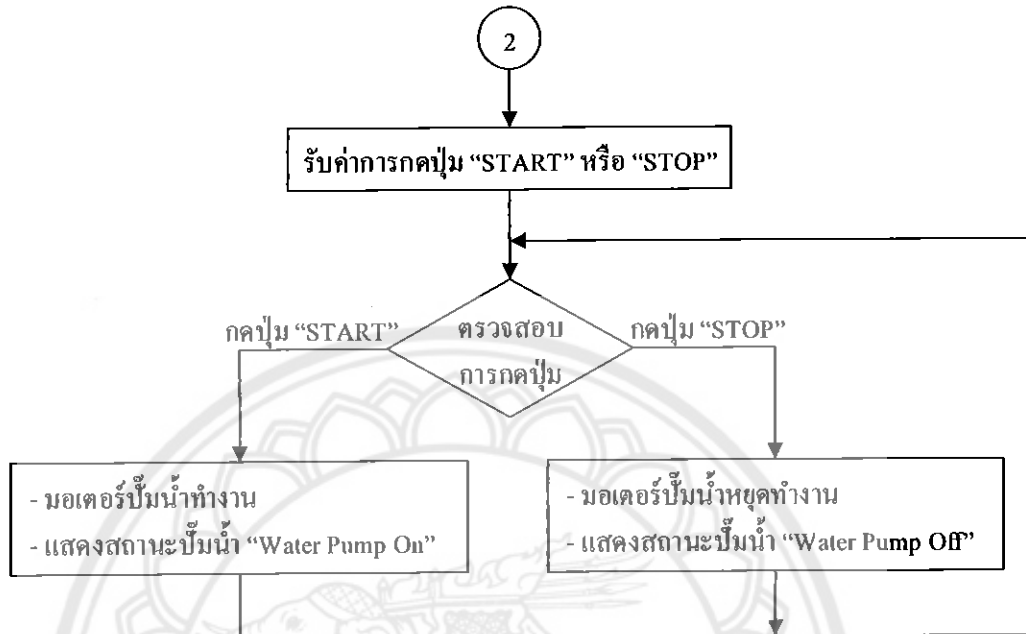 2
รับค่าการกดปุ่ม “START” หรือ “STOP”
กดปุ่ม “START”
ตรวจสอบ
การกดปุ่ม
กดปุ่ม “STOP”
- มอเตอร์ปั๊มน้ำทำงาน
- แสดงสถานะปั๊มน้ำ “Water Pump On”
- มอเตอร์ปั๊มน้ำหยุดทำงาน
- แสดงสถานะปั๊มน้ำ “Water Pump Off”